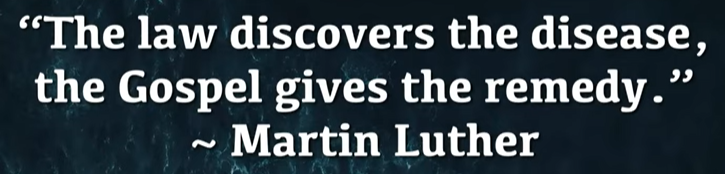 “The law discovers the disease,
the Gospel gives the remedy.”
~ Martin Luther